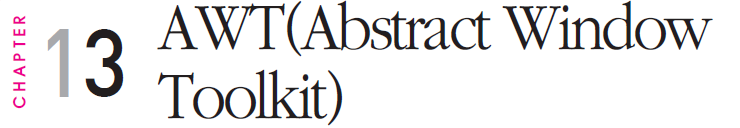 CHAPTER
13
AWT(Abstract Window
Toolkit)